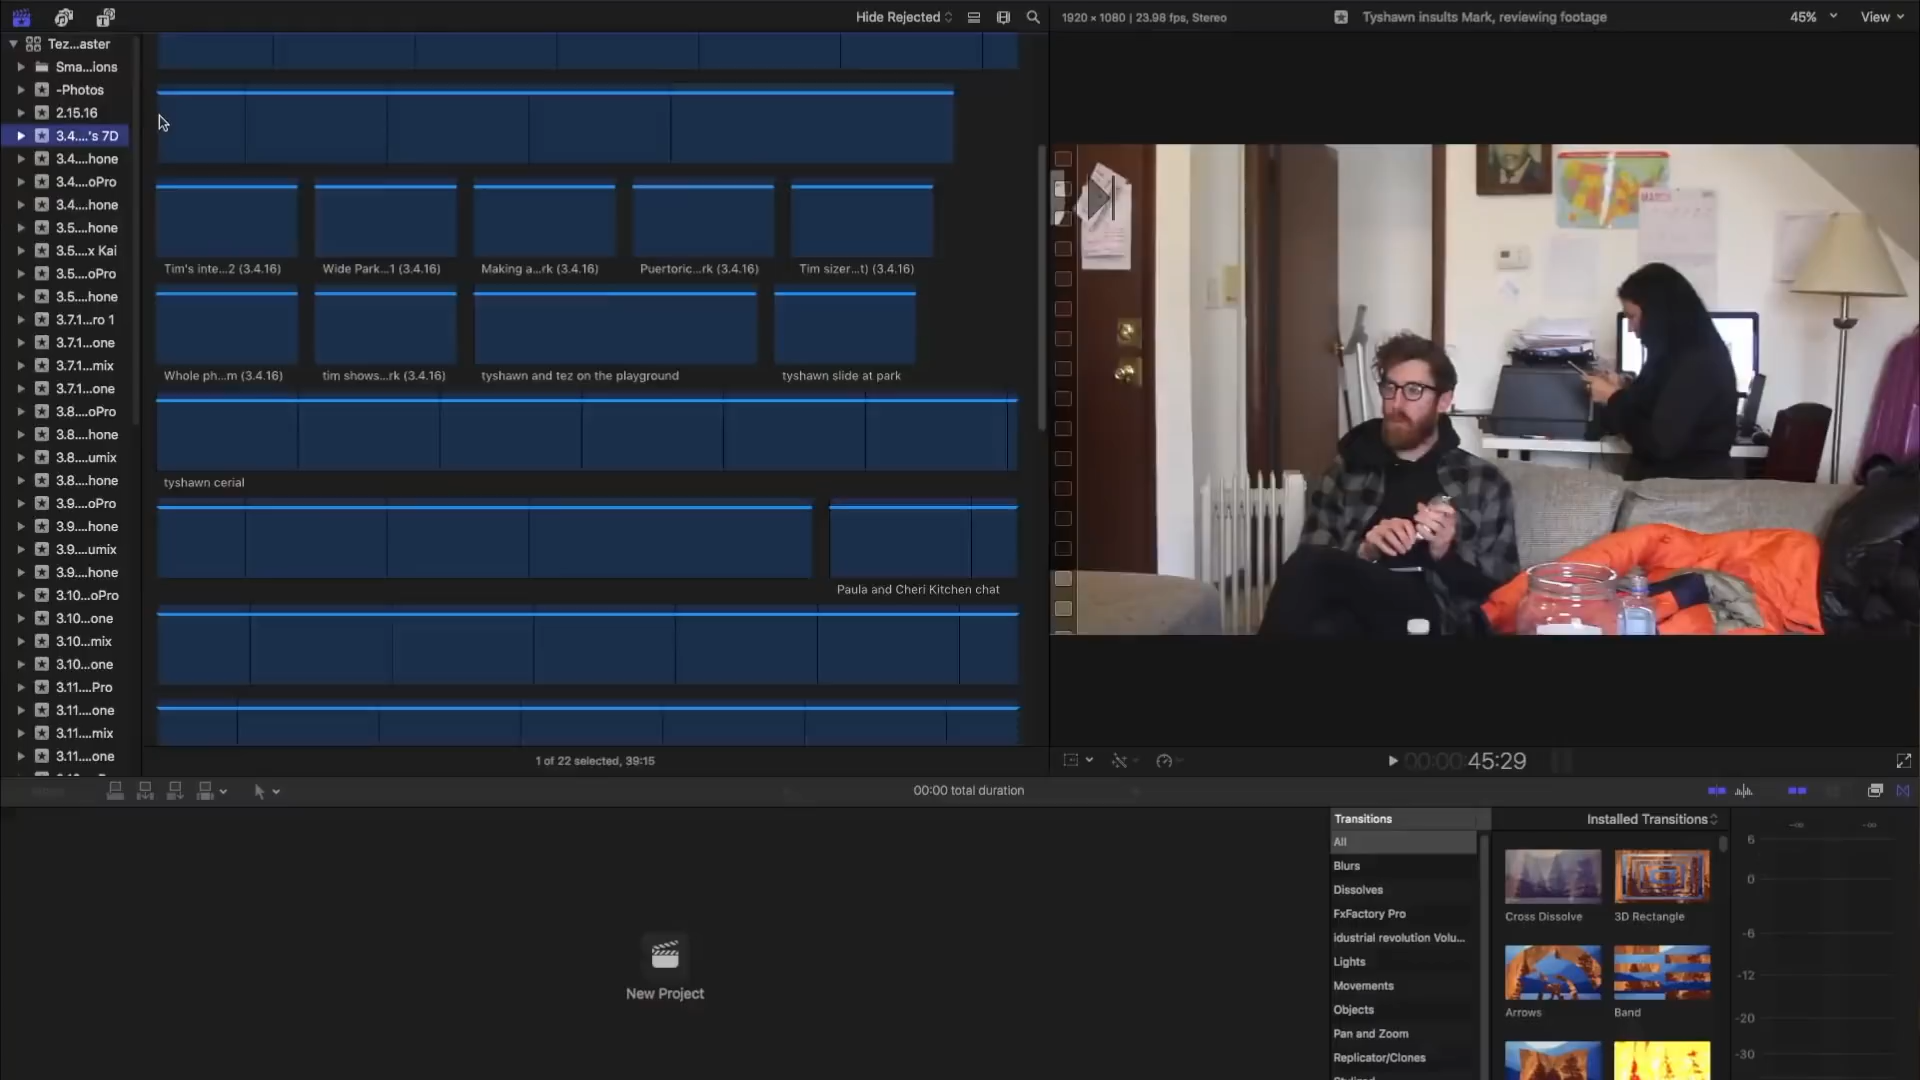 Hide Rejected
1920 × 1080 | 23.98 fps, Stereo
Tyshawn insults Mark, reviewing footage
45%
View
Tez...aster
Sma...ions
-Photos
2.15.16
3.4....'s 7D
3.4....hone
3.4....oPro
3.4....hone
3.5....hone
3.5....x Kai
3.5....oPro
3.5....hone
3.7.1...ro 1
3.7.1...one
3.7.1...mix
3.7.1...one
3.8....oPro
3.8....hone
3.8....umix
3.8....hone
3.9....oPro
3.9....hone
3.9....umix
3.9....hone
3.10...oPro
3.10...one
3.10...mix
3.10...one
3.11....Pro
3.11....one
3.11....mix
3.11....one
Tim's inte...2 (3.4.16)
Wide Park...1 (3.4.16)
Making a...rk (3.4.16)
Puertoric...rk (3.4.16)
Tim sizer...t) (3.4.16)
Whole ph...m (3.4.16)
tim shows...rk (3.4.16)
tyshawn and tez on the playground
tyshawn slide at park
tyshawn cerial
Paula and Cheri Kitchen chat
1 of 22 selected, 39:15
MARCH
00:00:45:29
00:00 total duration
New Project
Transitions
All
Blurs
Dissolves
FxFactory Pro
idustrial revolution Volu...
Lights
Movements
Objects
Pan and Zoom
Replicator/Clones
Installed Transitions
Cross Dissolve
3D Rectangle
Arrows
Band
6
0
-6
-12
-20
-30
-∞
-∞